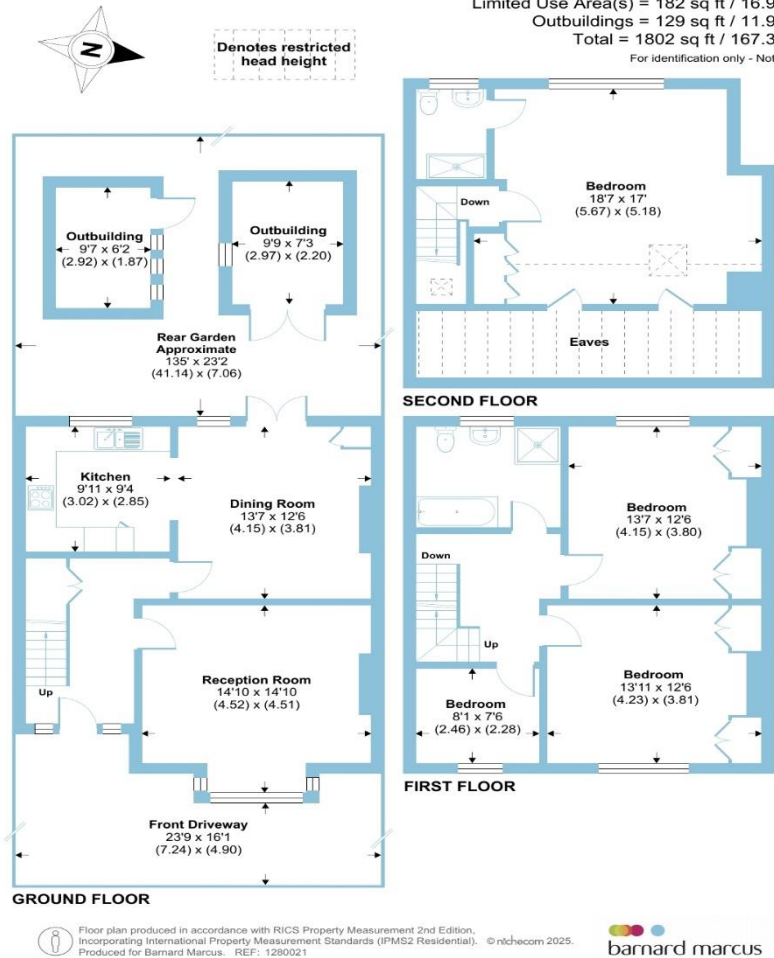 Limited Use Area(s) = 182 sq ft / 16.9
Outbuildings = 129 sq ft / 11.9
Total = 1802 sq ft / 167.3
For identification only - Not
N
Denotes restricted
head height
Outbuilding
9'7 x 6'2
(2.92) x (1.87)
Outbuilding
9'9 x 7'3
(2.97) x (2.20)
Rear Garden
Approximate
135' x 23'2
(41.14) x (7.06)
Kitchen
9'11 x 9'4
(3.02) x (2.85)
Dining Room
13'7 x 12'6
(4.15) x (3.81)
Reception Room
14'10 x 14'10
(4.52) x (4.51)
Up
Front Driveway
23'9 x 16'1
(7.24) x (4.90)
GROUND FLOOR
Down
Bedroom
18'7 x 17'
(5.67) x (5.18)
Eaves
SECOND FLOOR
Bedroom
13'7 x 12'6
(4.15) x (3.80)
Down
Up
Bedroom
8'1 x 7'6
(2.46) x (2.28)
Bedroom
13'11 x 12'6
(4.23) x (3.81)
FIRST FLOOR
Floor plan produced in accordance with RICS Property Measurement 2nd Edition,
Incorporating International Property Measurement Standards (IPMS2 Residential). © nichecom 2025.
Produced for Barnard Marcus. REF: 1280021
barnard marcus